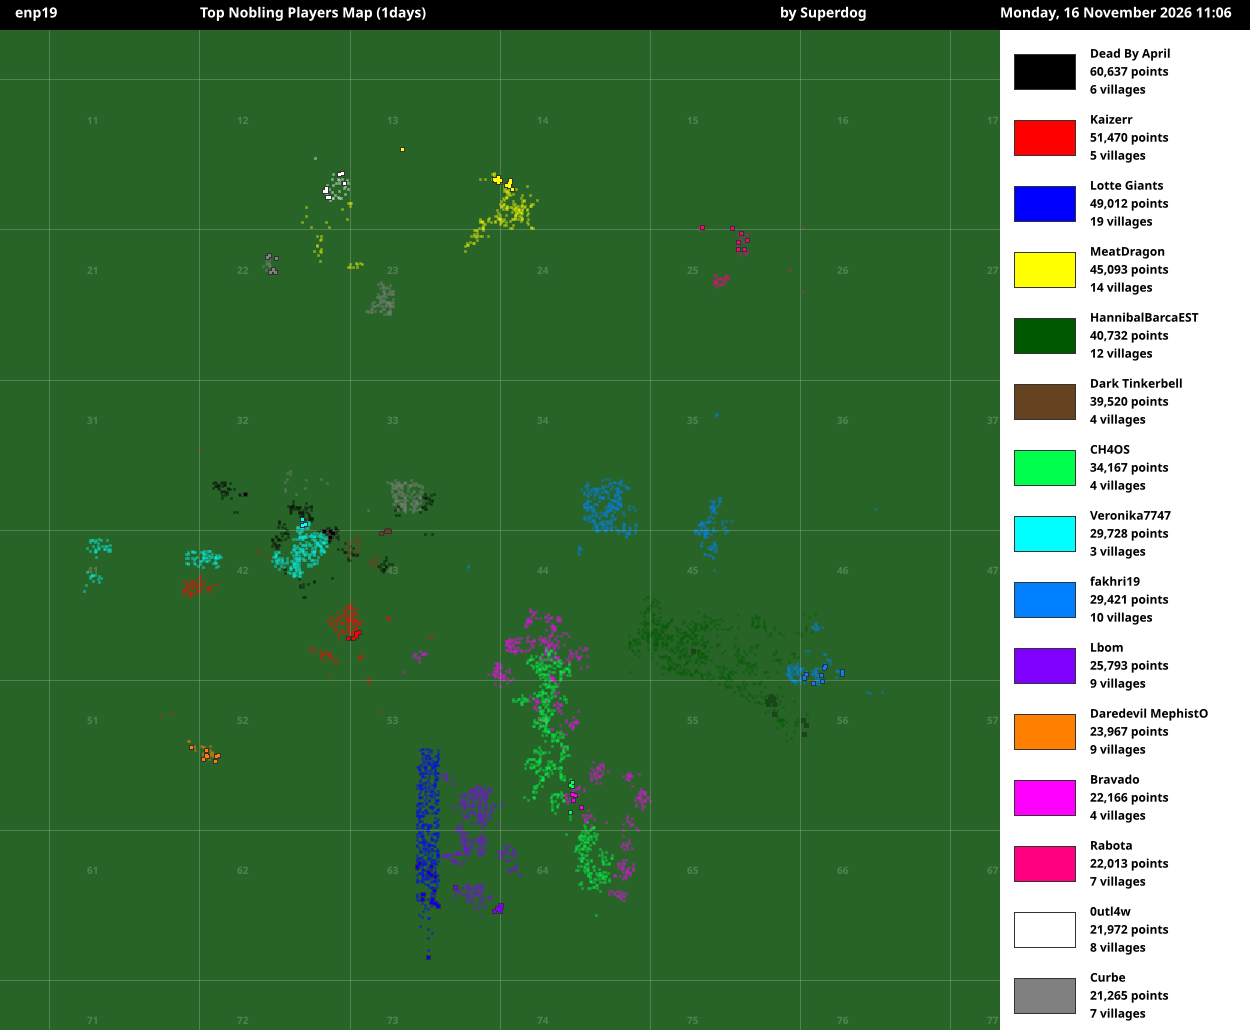 enp19 Top Nobling Players Map (1days) by Superdog Monday, 16 November 2026 11:06
Dead By April
60,637 points
6 villages
Kaizerr
51,470 points
5 villages
Lotte Giants
49,012 points
19 villages
MeatDragon
45,093 points
14 villages
HannibalBarcaEST
40,732 points
12 villages
Dark Tinkerbell
39,520 points
4 villages
CH4OS
34,167 points
4 villages
Veronika7747
29,728 points
3 villages
fakhri19
29,421 points
10 villages
Lbom
25,793 points
9 villages
Daredevil MephistO
23,967 points
9 villages
Bravado
22,166 points
4 villages
Rabota
22,013 points
7 villages
0utl4w
21,972 points
8 villages
Curbe
21,265 points
7 villages
11 12 13 14 15 16 17
21 22 23 24 25 26 27
31 32 33 34 35 36 37
41 42 43 44 45 46 47
51 52 53 55 56 57
61 62 63 64 65 66 67
71 72 73 74 75 76 77